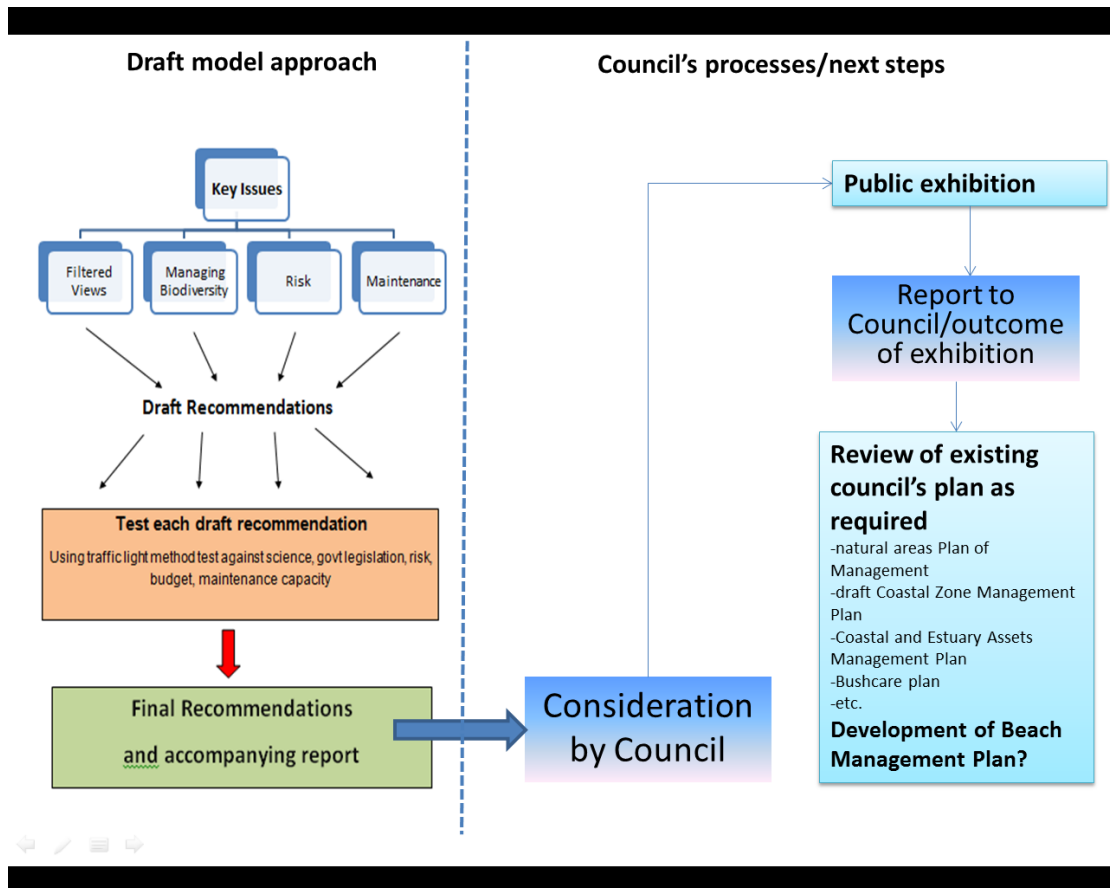 Draft model approach
Key Issues
Filtered
Views
Managing
Biodiversity
Risk
Maintenance
Draft Recommendations
Test each draft recommendation
Using traffic light method test against science, govt legislation, risk,
budget, maintenance capacity
Final Recommendations
and accompanying report
Council’s processes/next steps
Consideration
by Council
Public exhibition
Report to
Council/outcome
of exhibition
Review of existing
council’s plan as
required
-natural areas Plan of
Management
-draft Coastal Zone Management
Plan
-Coastal and Estuary Assets
Management Plan
-Bushcare plan
-etc.
Development of Beach
Management Plan?